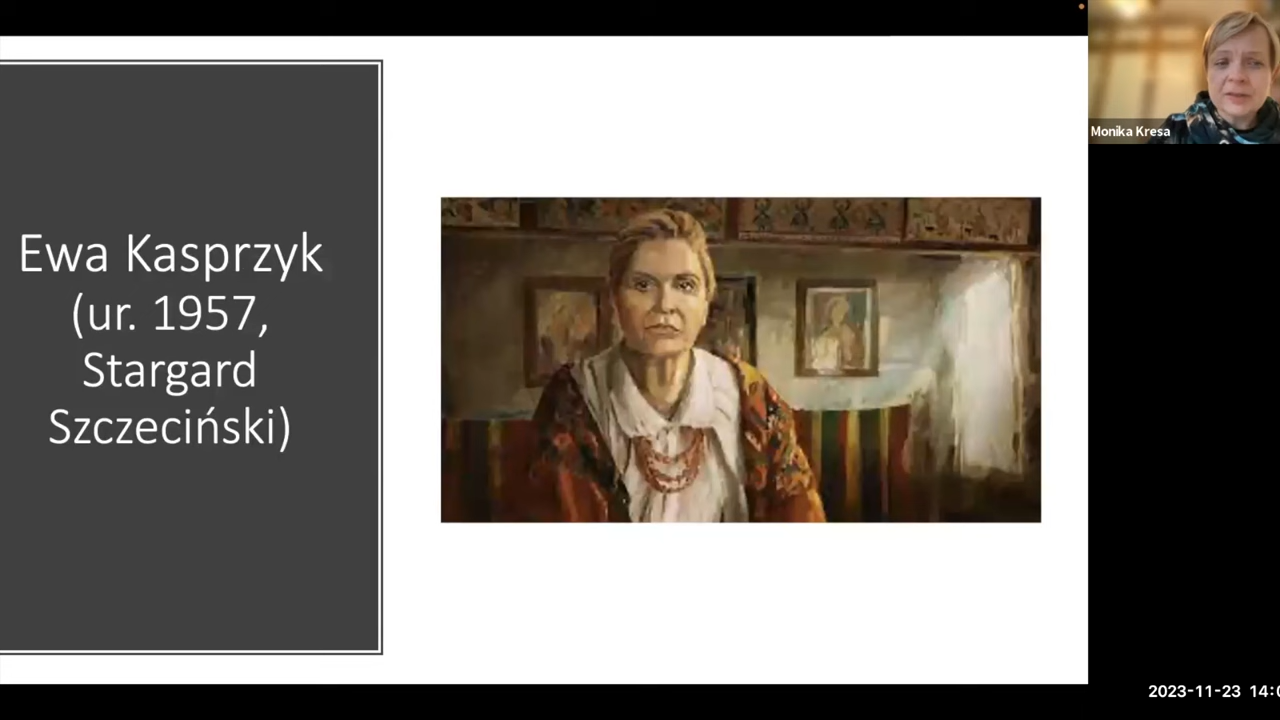 Ewa Kasprzyk
(ur. 1957,
Stargard
Szczeciński)
Monika Kresa
2023-11-23 14:0